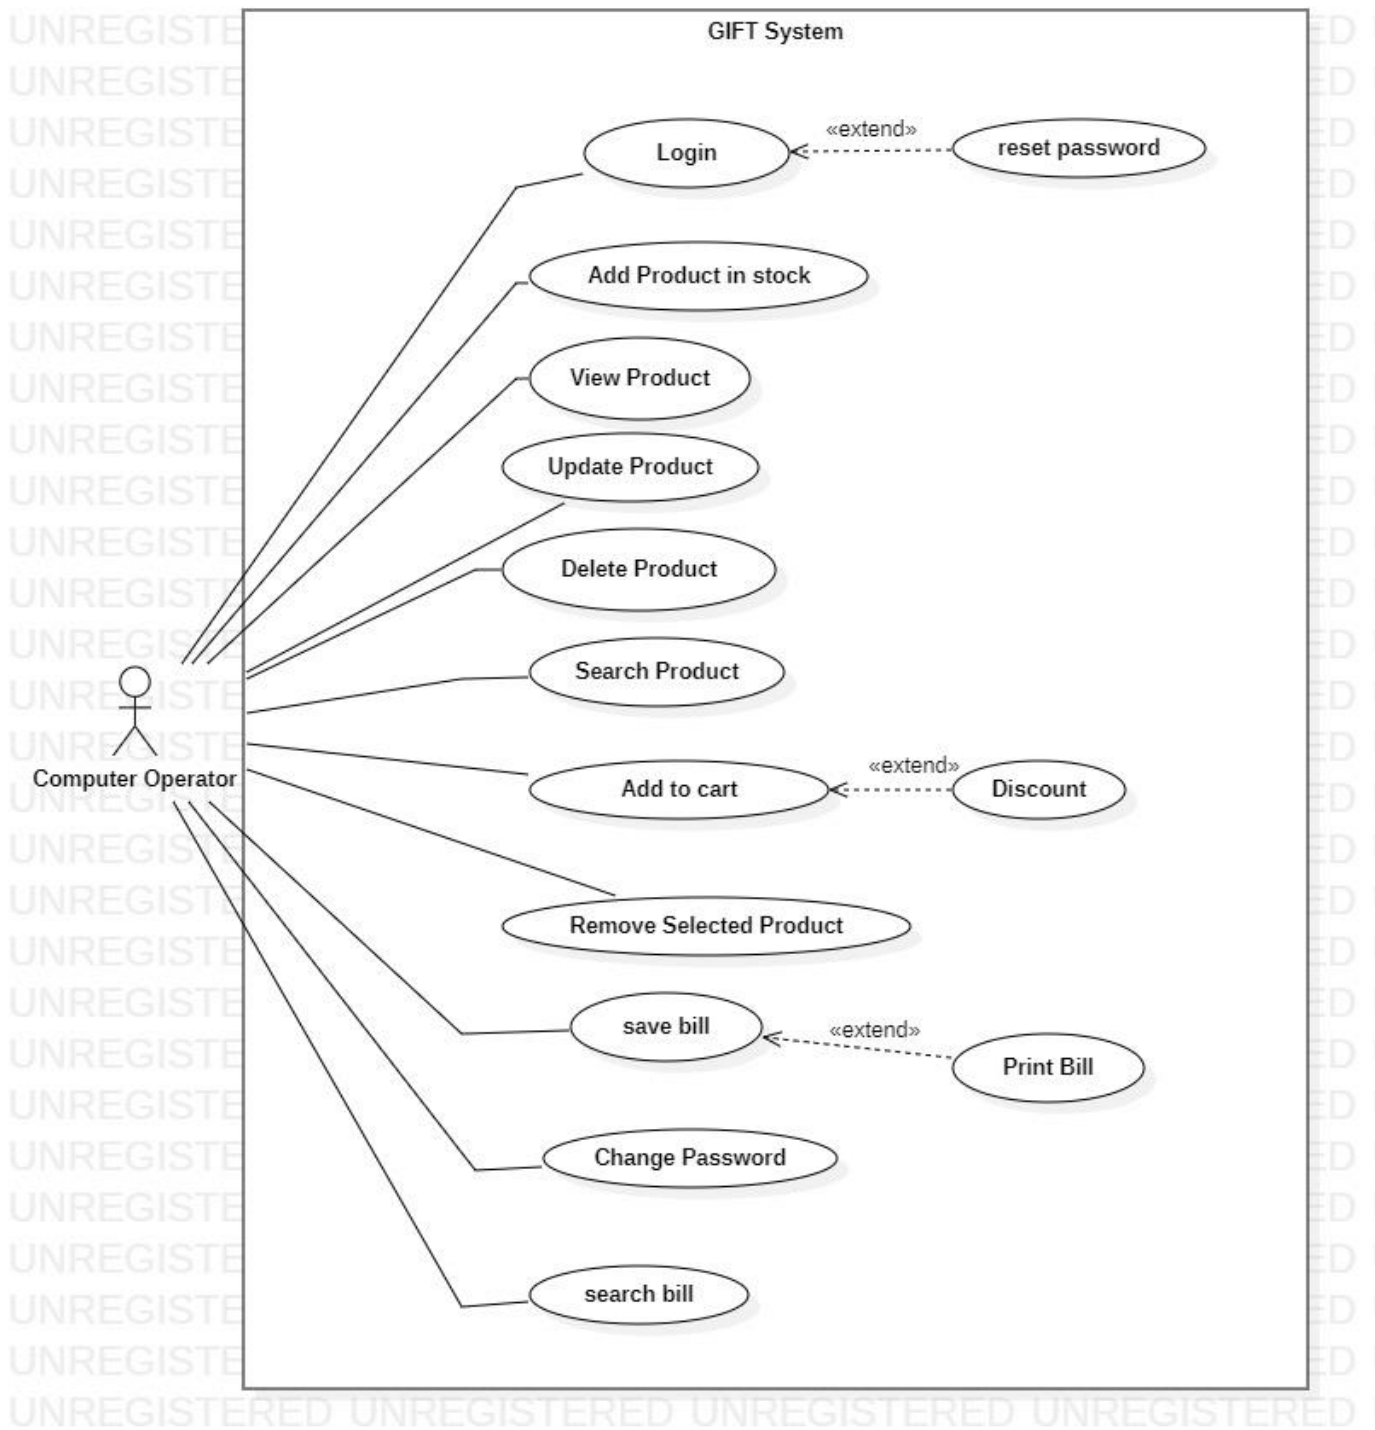 GIFT System
Login
«extend»
reset password
Add Product in stock
View Product
Update Product
Delete Product
Search Product
Computer Operator
Add to cart
«extend»
Discount
Remove Selected Product
save bill
«extend»
Print Bill
Change Password
search bill
UNREGISTERED UNREGISTERED UNREGISTERED UNREGISTERED